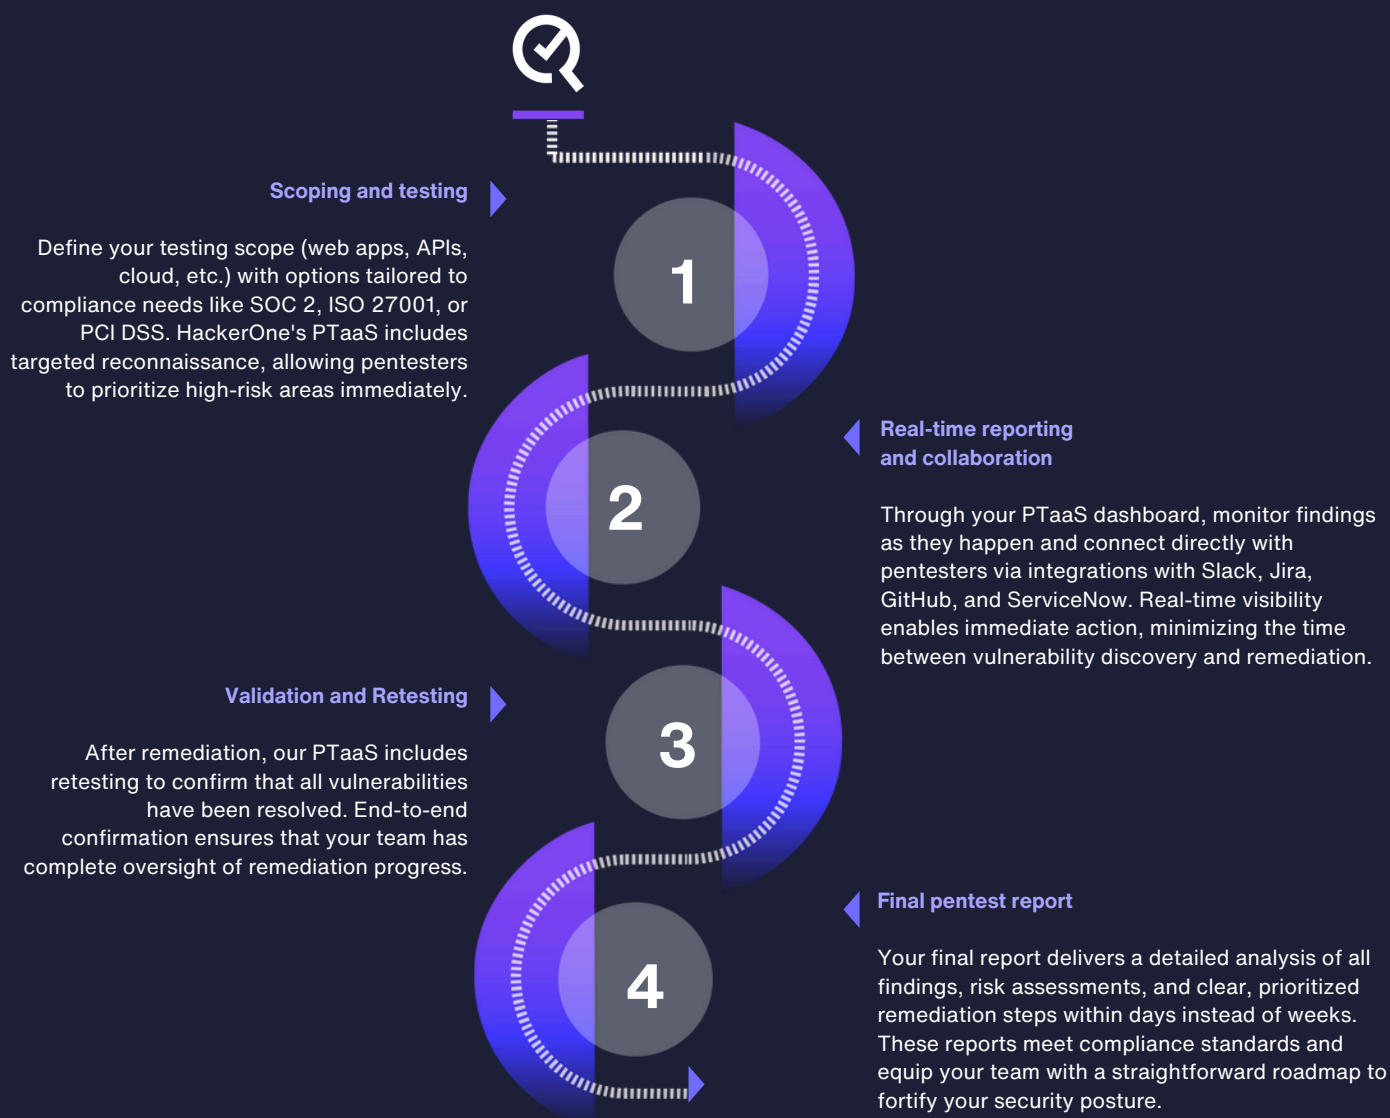 Scoping and testing
Define your testing scope (web apps, APIs,
cloud, etc.) with options tailored to
compliance needs like SOC 2, ISO 27001, or
PCI DSS. HackerOne's PTaaS includes
targeted reconnaissance, allowing pentesters
to prioritize high-risk areas immediately.
1
Real-time reporting
and collaboration
Through your PTaaS dashboard, monitor findings
as they happen and connect directly with
pentesters via integrations with Slack, Jira,
GitHub, and ServiceNow. Real-time visibility
enables immediate action, minimizing the time
between vulnerability discovery and remediation.
2
Validation and Retesting
After remediation, our PTaaS includes
retesting to confirm that all vulnerabilities
have been resolved. End-to-end
confirmation ensures that your team has
complete oversight of remediation progress.
3
Final pentest report
Your final report delivers a detailed analysis of all
findings, risk assessments, and clear, prioritized
remediation steps within days instead of weeks.
These reports meet compliance standards and
equip your team with a straightforward roadmap to
fortify your security posture.
4